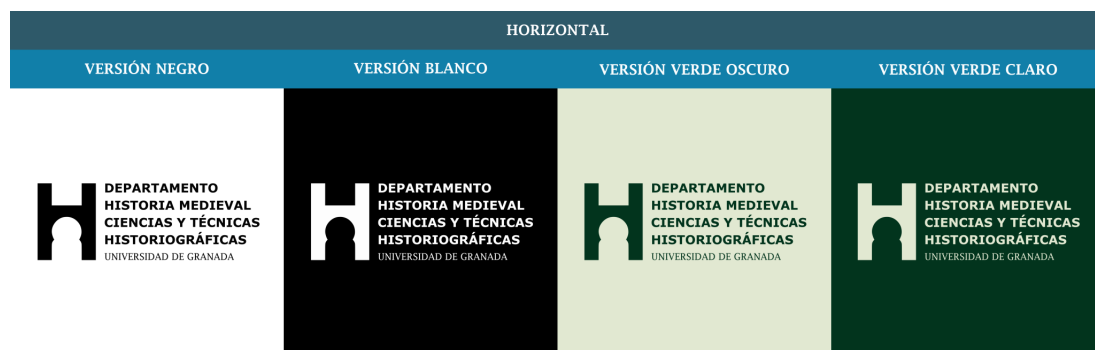 HORIZONTAL
VERSIÓN NEGRO
VERSIÓN BLANCO
VERSIÓN VERDE OSCURO
VERSIÓN VERDE CLARO
DEPARTAMENTO
HISTORIA MEDIEVAL
CIENCIAS Y TÉCNICAS
HISTORIOGRÁFICAS
UNIVERSIDAD DE GRANADA
DEPARTAMENTO
HISTORIA MEDIEVAL
CIENCIAS Y TÉCNICAS
HISTORIOGRÁFICAS
UNIVERSIDAD DE GRANADA
DEPARTAMENTO
HISTORIA MEDIEVAL
CIENCIAS Y TÉCNICAS
HISTORIOGRÁFICAS
UNIVERSIDAD DE GRANADA
DEPARTAMENTO
HISTORIA MEDIEVAL
CIENCIAS Y TÉCNICAS
HISTORIOGRÁFICAS
UNIVERSIDAD DE GRANADA